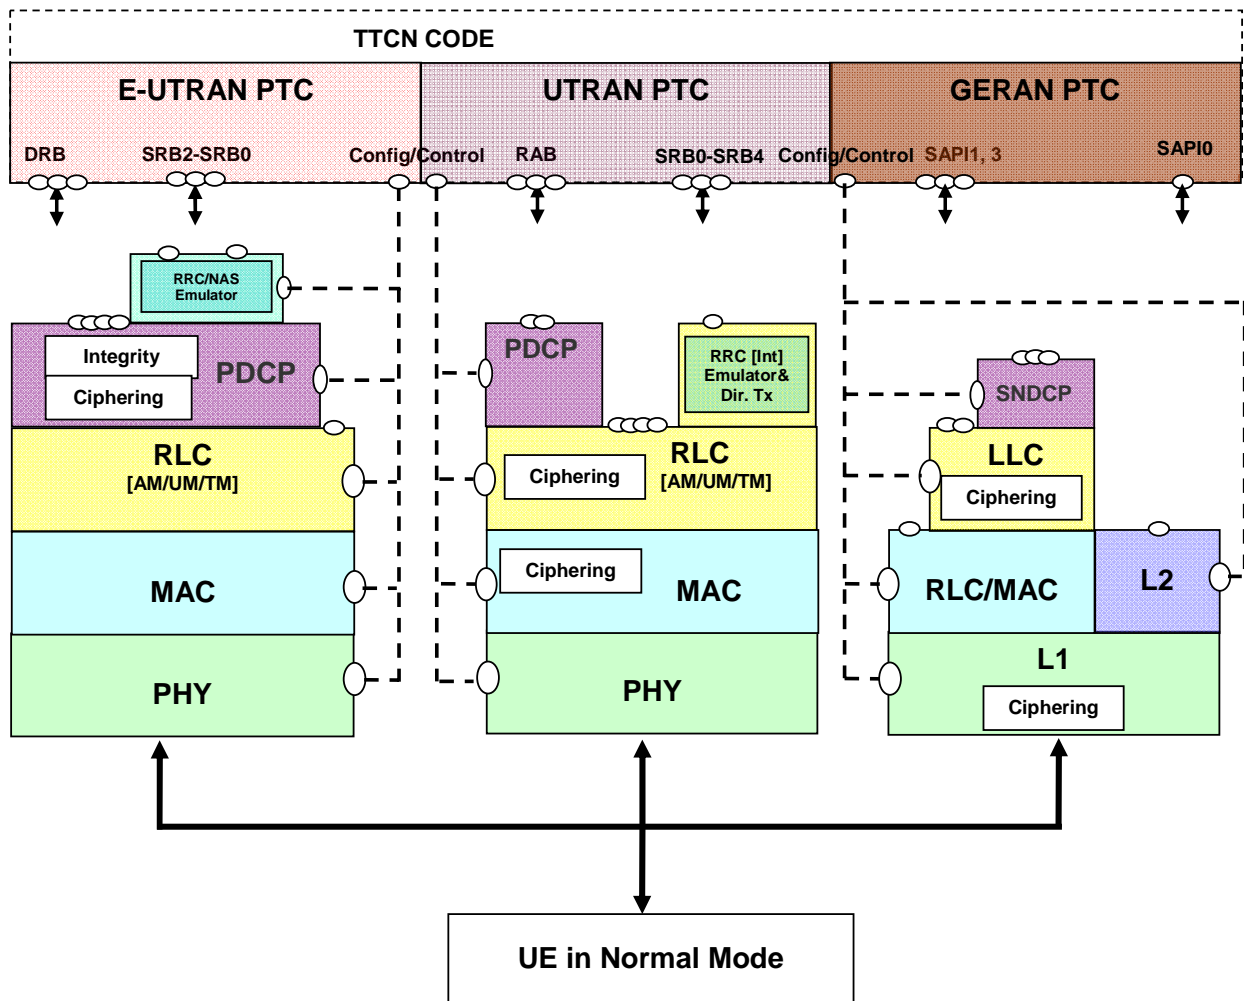 TTCN CODE
E-UTRAN PTC
UTRAN PTC
GERAN PTC
DRB
SRB2-SRB0
Config/Control
RAB
SRB0-SRB4
Config/Control
SAPI1, 3
SAPI0
RRC/NAS
Emulator
Integrity
Ciphering
PDCP
RLC
[AM/UM/TM]
MAC
PHY
PDCP
RRC [Int]
Emulator&
Dir. Tx
Ciphering
RLC
[AM/UM/TM]
Ciphering
MAC
PHY
SNDCP
LLC
Ciphering
RLC/MAC
L2
L1
Ciphering
UE in Normal Mode